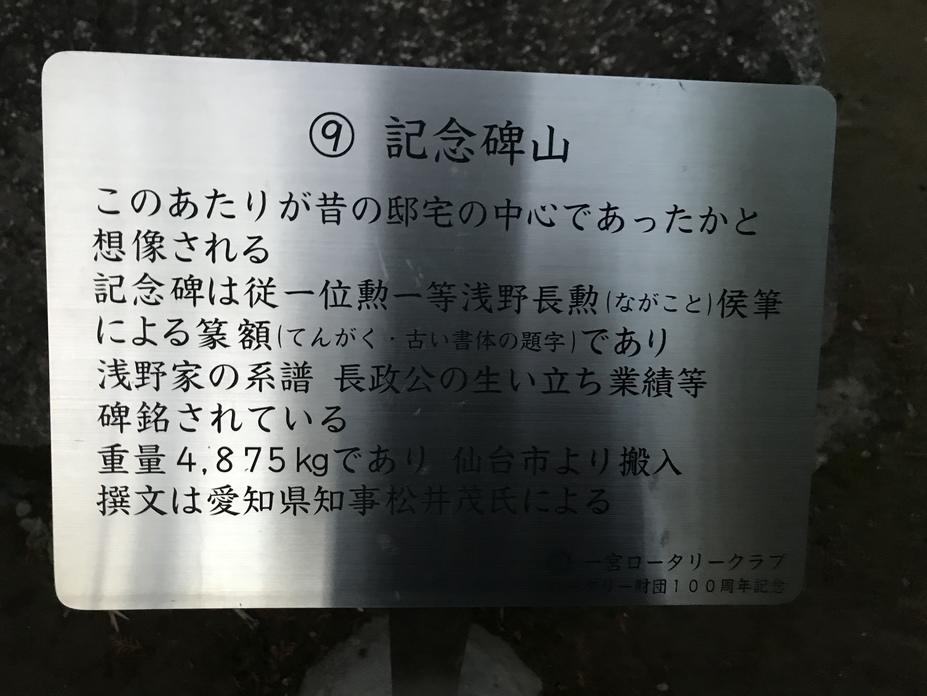 ⑨ 記念碑山
このあたりが昔の邸宅の中心であったかと
想像される
記念碑は従一位勲一等浅野長勲(ながこと)侯筆
による篆額(てんがく・古い書体の題字)であり
浅野家の系譜 長政公の生い立ち業績等
碑銘されている
重量4,875kgであり 仙台市より搬入
撰文は愛知県知事松井茂氏による
一宮ロータリークラブ
タリー財団100周年記念